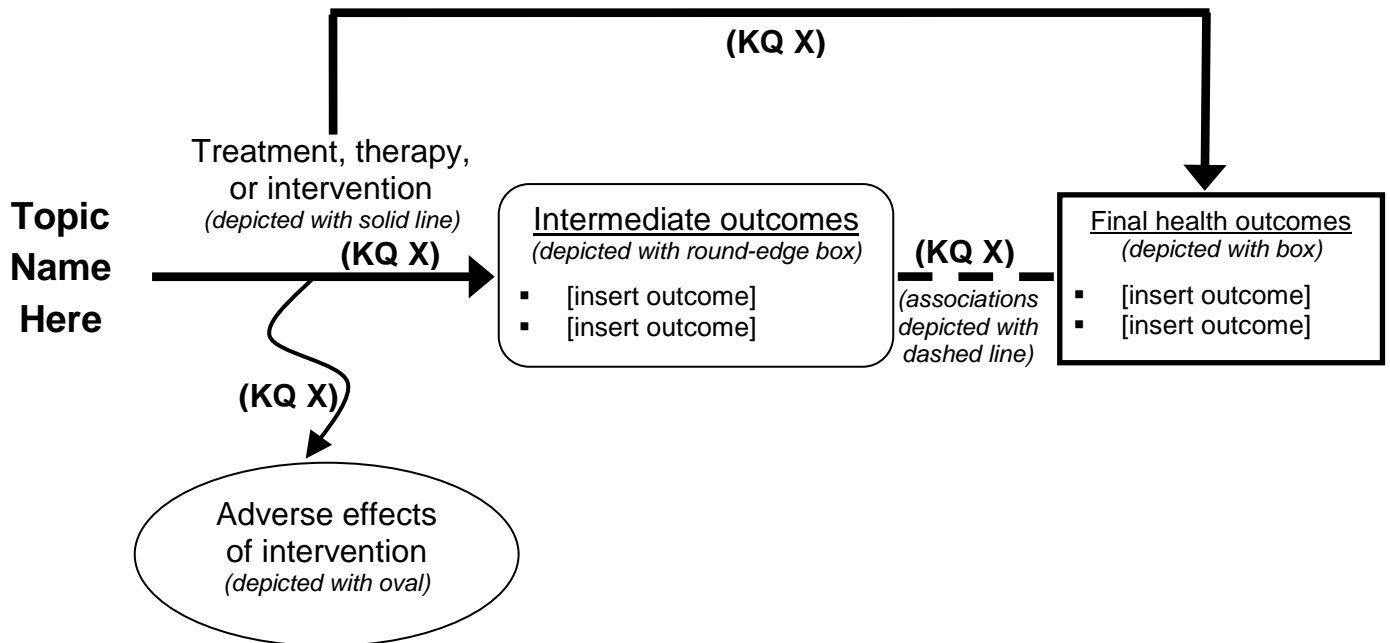 (KQ X)
Treatment, therapy,
or intervention
(depicted with solid line)
Topic
Name
Here
(KQ X)
Intermediate outcomes
(depicted with round-edge box)
▪ [insert outcome]
▪ [insert outcome]
(KQ X)
(associations
depicted with
dashed line)
Final health outcomes
(depicted with box)
▪ [insert outcome]
▪ [insert outcome]
(KQ X)
Adverse effects
of intervention
(depicted with oval)